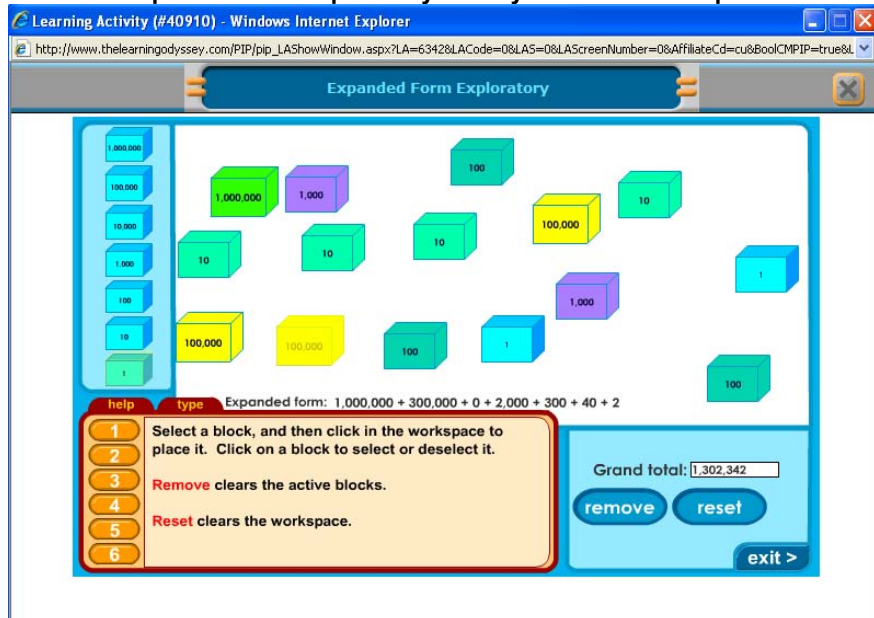 Learning Activity (#40910) - Windows Internet Explorer
http://www.thelearningodyssey.com/PIP/pip_LAShowWindow.aspx?LA=6342&LACode=0&LAS=0&LAScreenNumber=0&AffiliateCd=cu&BoolCMPIP=true&L
Expanded Form Exploratory
1,000,000
100,000
10,000
1,000
100
10
1
100
1,000,000
1,000
10
100,000
10
10
10
1
1,000
100,000
100,000
100
1
100
Expanded form: 1,000,000 + 300,000 + 0 + 2,000 + 300 + 40 + 2
help
type
1
2
3
4
5
6
Select a block, and then click in the workspace to
place it. Click on a block to select or deselect it.
Remove clears the active blocks.
Reset clears the workspace.
Grand total: 1,302,342
remove
reset
exit >